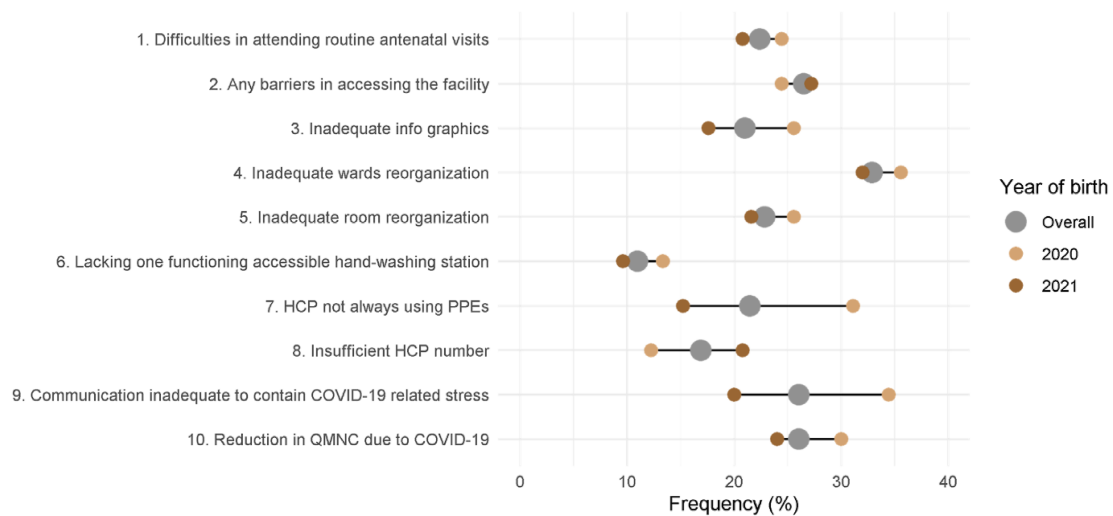 1. Difficulties in attending routine antenatal visits
2. Any barriers in accessing the facility
3. Inadequate info graphics
4. Inadequate wards reorganization
5. Inadequate room reorganization
6. Lacking one functioning accessible hand-washing station
7. HCP not always using PPEs
8. Insufficient HCP number
9. Communication inadequate to contain COVID-19 related stress
10. Reduction in QMNC due to COVID-19
0 10 20 30 40
Frequency (%)
Year of birth
Overall
2020
2021